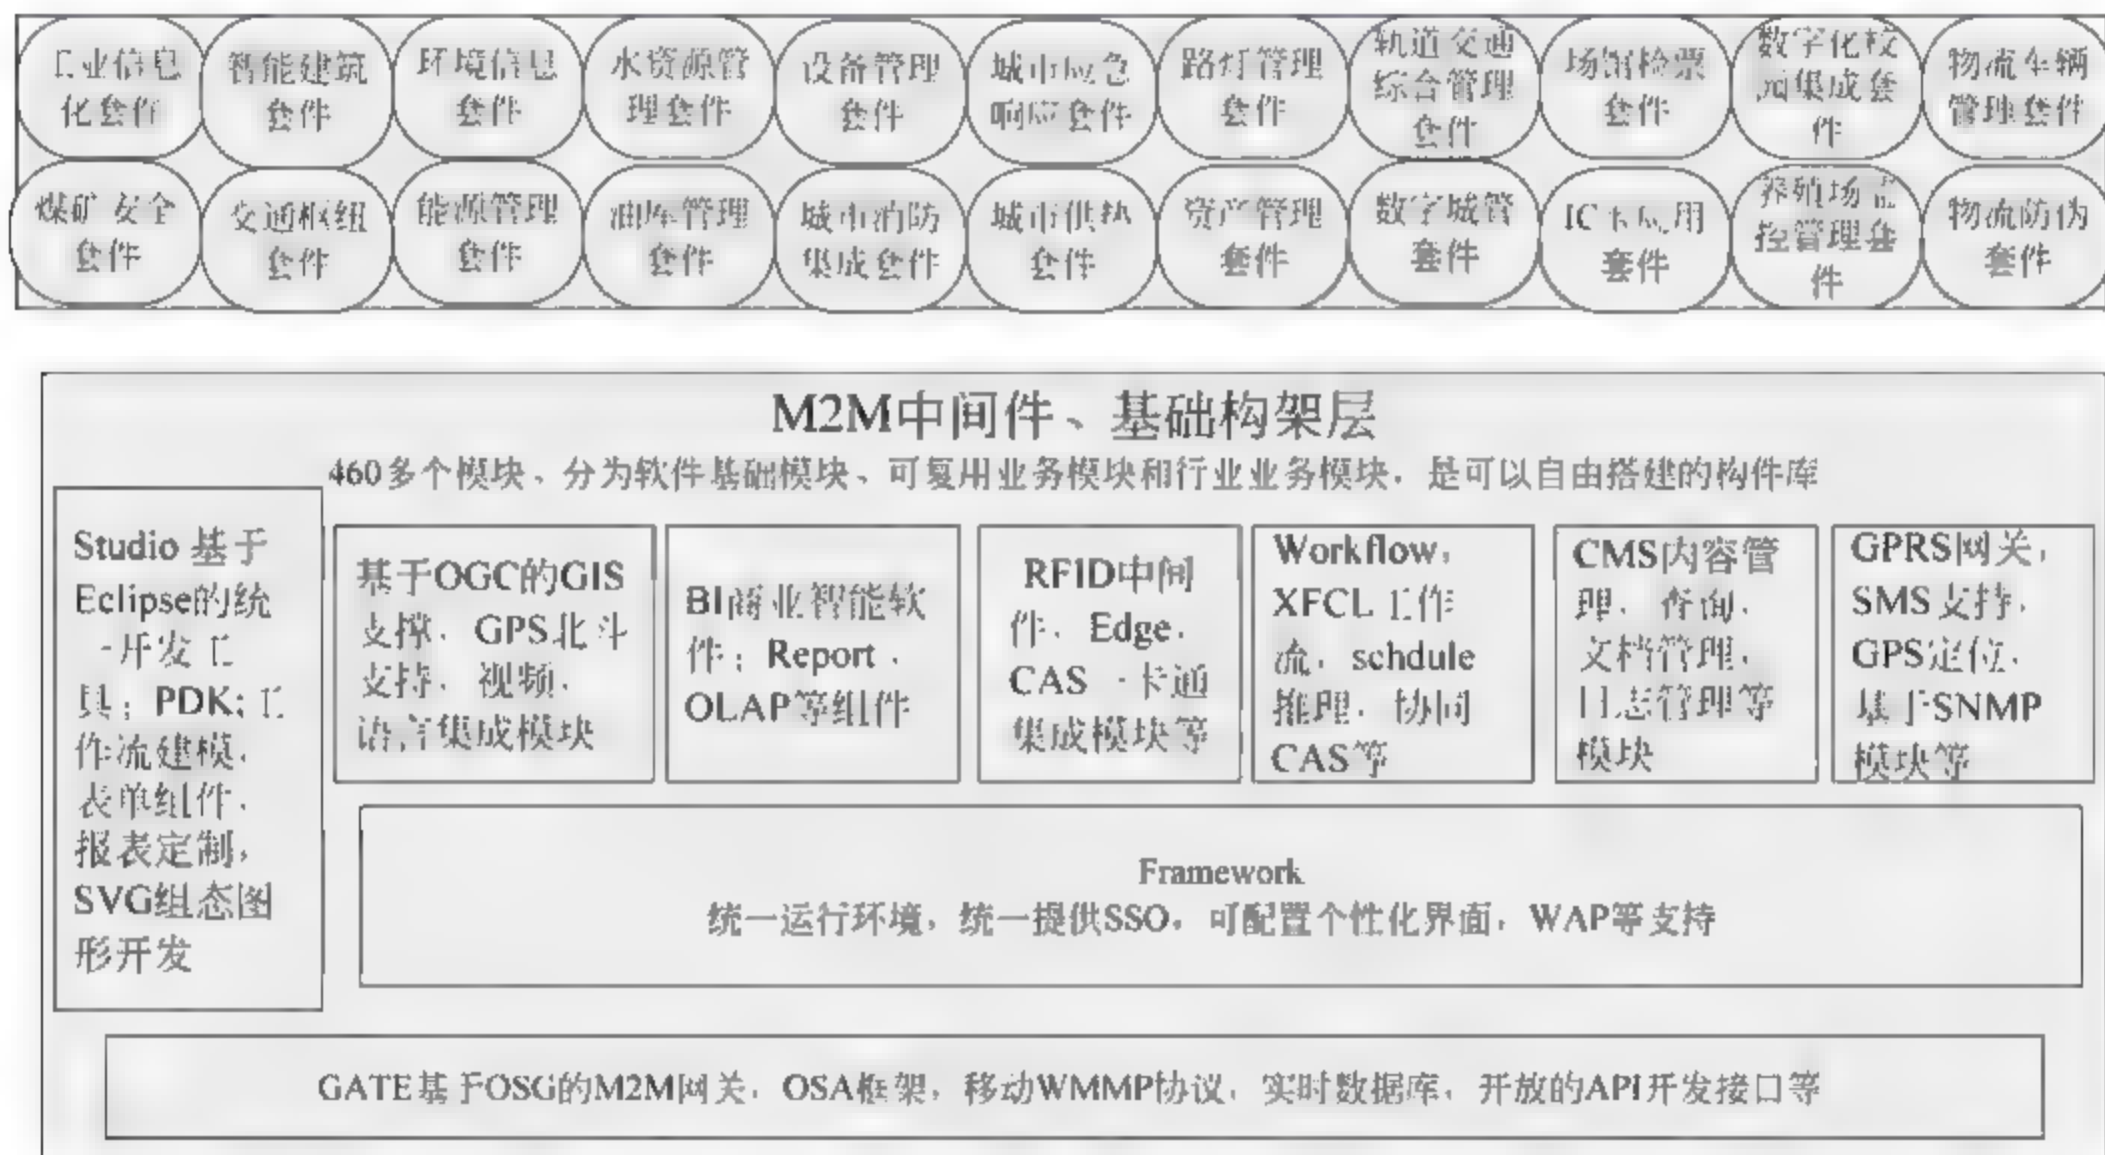 工业信息
化套件
智能建筑
套件
环境信息
套件
水资源管
理套件
设备管理
套件
城市应急
响应套件
路灯管理
套件
轨道交通
综合管理
套件
场馆检票
套件
数字化校
园集成套
件
物流车辆
管理套件
煤矿安全
套件
交通枢纽
套件
能源管理
套件
油库管理
套件
城市消防
集成套件
城市供热
套件
资产管理
套件
数字城管
套件
IC卡应用
套件
养殖场监
控管理套
件
物流防伪
套件
M2M中间件、基础构架层
460多个模块、分为软件基础模块、可复用业务模块和行业业务模块，是可以自由搭建的构件库
Studio 基于
Eclipse的统
一开发工
具；PDK;工
作流建模，
表单组件，
报表定制，
SVG组态图
形开发
基于OGC的GIS
支撑，GPS北斗
支持，视频，
语言集成模块
BI商业智能软
件；Report，
OLAP等组件
RFID中间
件，Edge，
CAS 一卡通
集成模块等
Workflow，
XFCL 工作
流，schdule
推理，协同
CAS等
CMS内容管
理，查询，
文档管理，
日志管理等
模块
GPRS网关，
SMS支持，
GPS定位，
基于SNMP
模块等
Framework
统一运行环境，统一提供SSO，可配置个性化界面，WAP等支持
GATE基于OSG的M2M网关，OSA框架，移动WMMP协议，实时数据库，开放的API开发接口等